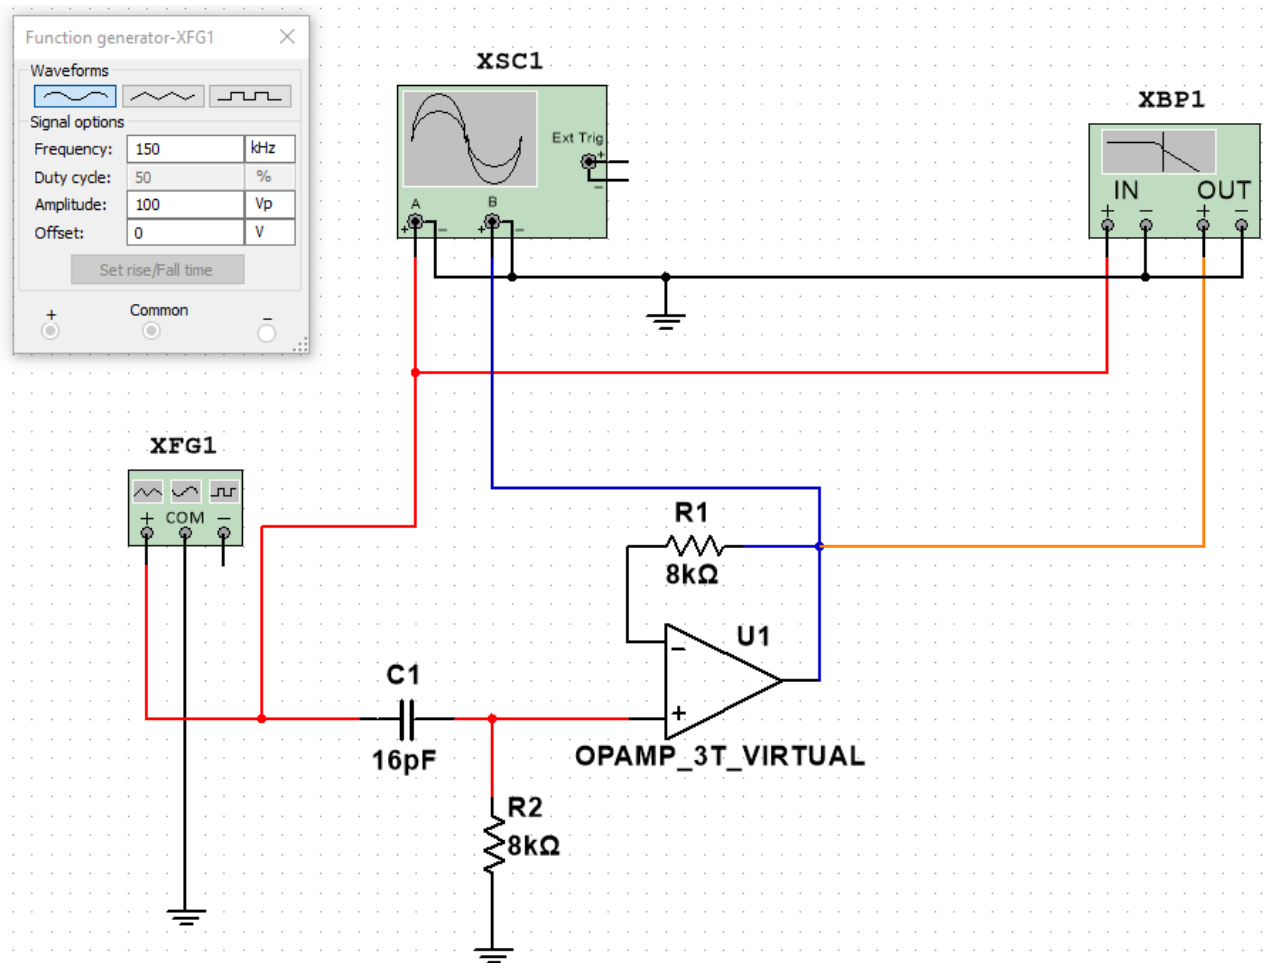 Function generator-XFG1
Waveforms
Signal options
Frequency: 150 kHz
Duty cycle: 50 %
Amplitude: 100 Vp
Offset: 0 V
Set rise/Fall time
+ Common −
XSC1
Ext Trig
+
−
A B
+ − + −
XBP1
IN OUT
+ − + −
XFG1
+ COM −
R1
8kΩ
U1
−
+
OPAMP_3T_VIRTUAL
C1
16pF
R2
8kΩ